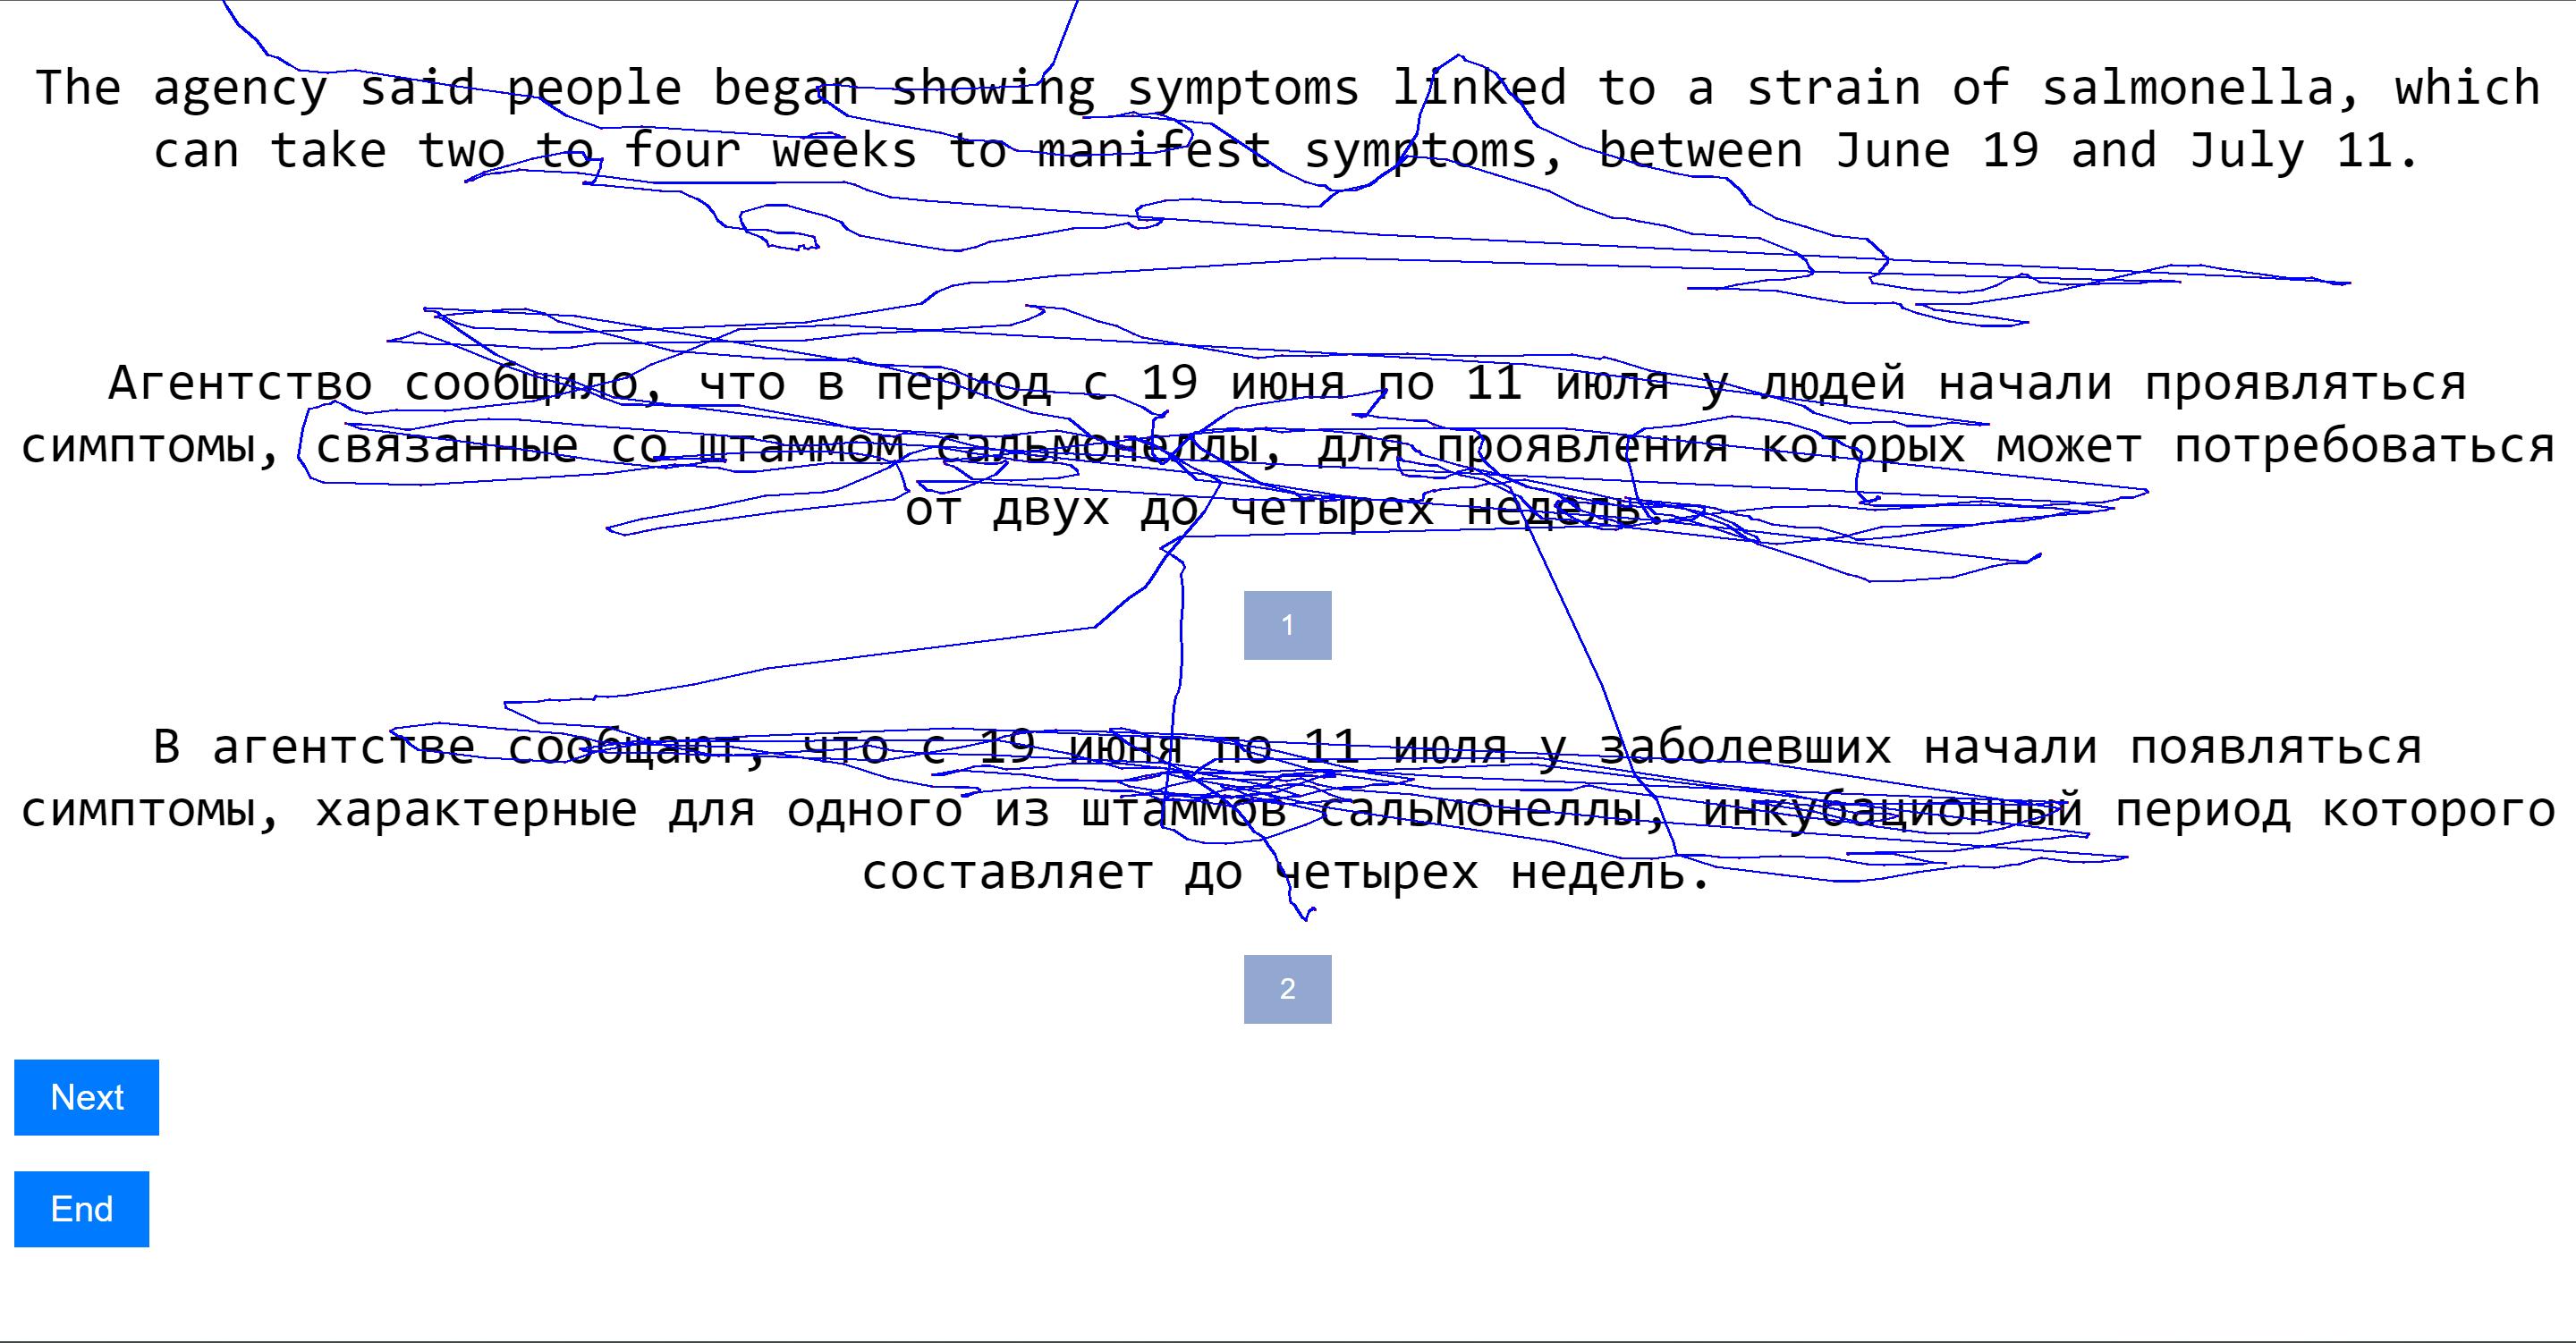 The agency said people began showing symptoms linked to a strain of salmonella, which
can take two to four weeks to manifest symptoms, between June 19 and July 11.
Агентство сообщило, что в период с 19 июня по 11 июля у людей начали проявляться
симптомы, связанные со штаммом сальмонеллы, для проявления которых может потребоваться
от двух до четырех недель.
1
В агентстве сообщают, что с 19 июня по 11 июля у заболевших начали появляться
симптомы, характерные для одного из штаммов сальмонеллы, инкубационный период которого
составляет до четырех недель.
2
Next
End